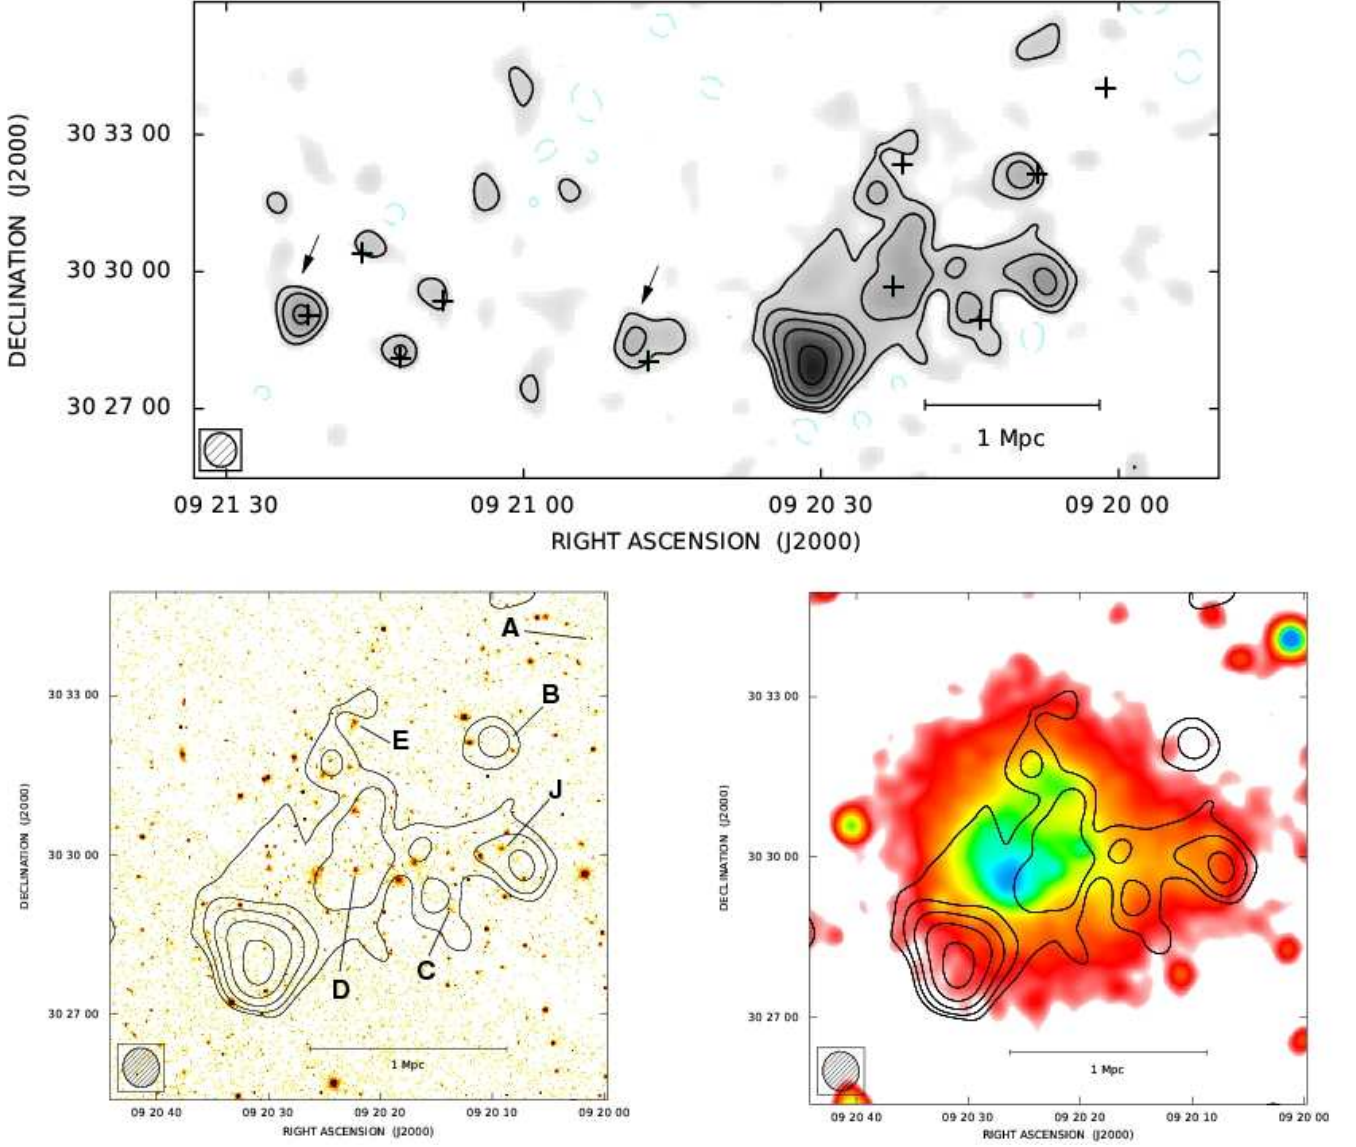 DECLINATION (J2000)
30 33 00
30 30 00
30 27 00
1 Mpc
09 21 30
09 21 00
09 20 30
09 20 00
RIGHT ASCENSION (J2000)
DECLINATION (J2000)
30 33 00
30 30 00
30 27 00
A
B
E
J
C
D
1 Mpc
09 20 40
09 20 30
09 20 20
09 20 10
09 20 00
RIGHT ASCENSION (J2000)
DECLINATION (J2000)
30 33 00
30 30 00
30 27 00
1 Mpc
09 20 40
09 20 30
09 20 20
09 20 10
09 20 00
RIGHT ASCENSION (J2000)